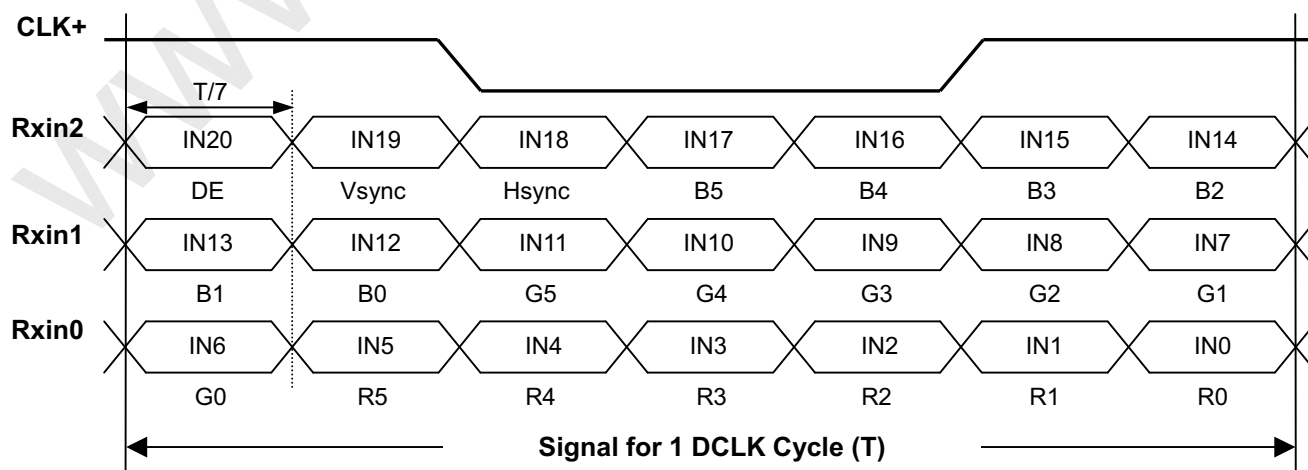 CLK+
T/7
Rxin2 IN20 IN19 IN18 IN17 IN16 IN15 IN14
DE Vsync Hsync B5 B4 B3 B2
Rxin1 IN13 IN12 IN11 IN10 IN9 IN8 IN7
B1 B0 G5 G4 G3 G2 G1
Rxin0 IN6 IN5 IN4 IN3 IN2 IN1 IN0
G0 R5 R4 R3 R2 R1 R0
Signal for 1 DCLK Cycle (T)